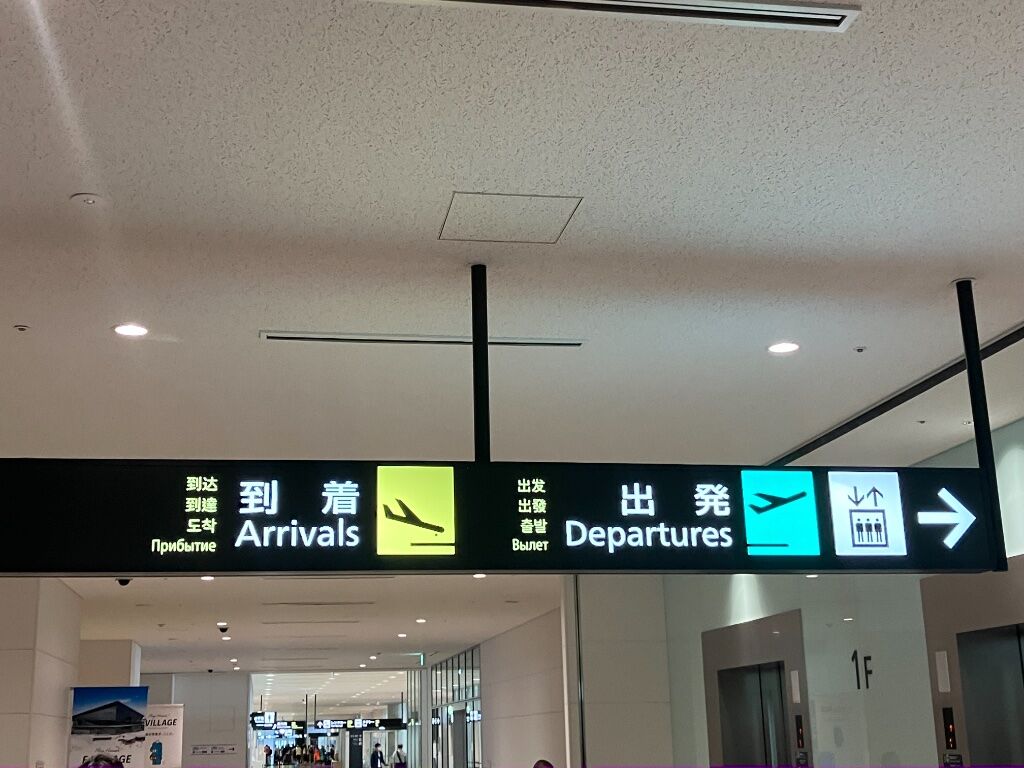 到达
到達
도착
Прибытие
到着
Arrivals
出发
出發
출발
Вылет
出発
Departures
1F
VILLAGE